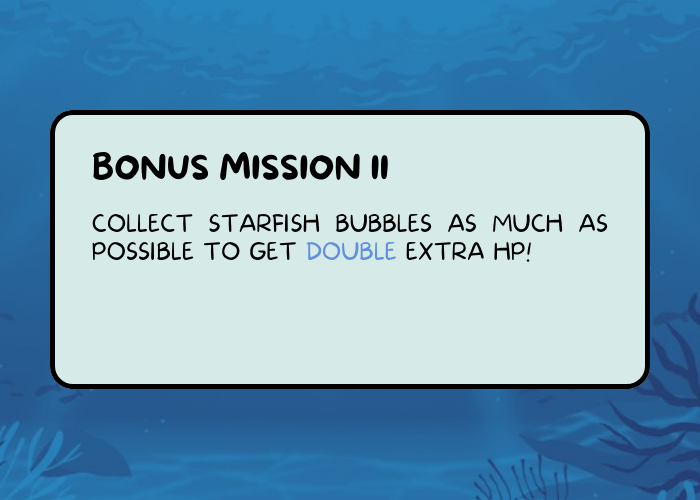 BONUS MISSION II
COLLECT STARFISH BUBBLES AS MUCH AS
POSSIBLE TO GET DOUBLE EXTRA HP!